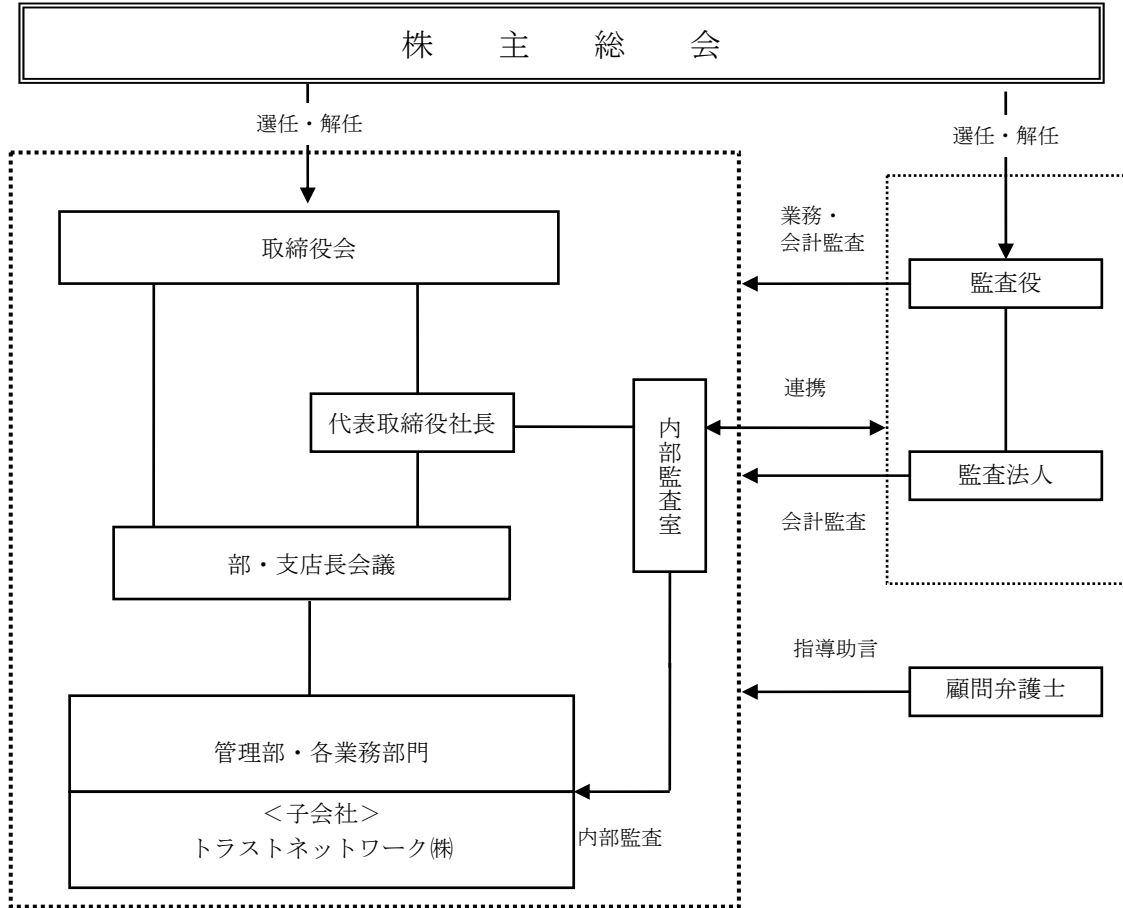 株主総会
選任・解任
選任・解任
取締役会
業務・
会計監査
監査役
代表取締役社長
内部監査室
連携
監査法人
会計監査
部・支店長会議
指導助言
顧問弁護士
管理部・各業務部門
＜子会社＞
トラストネットワーク㈱
内部監査